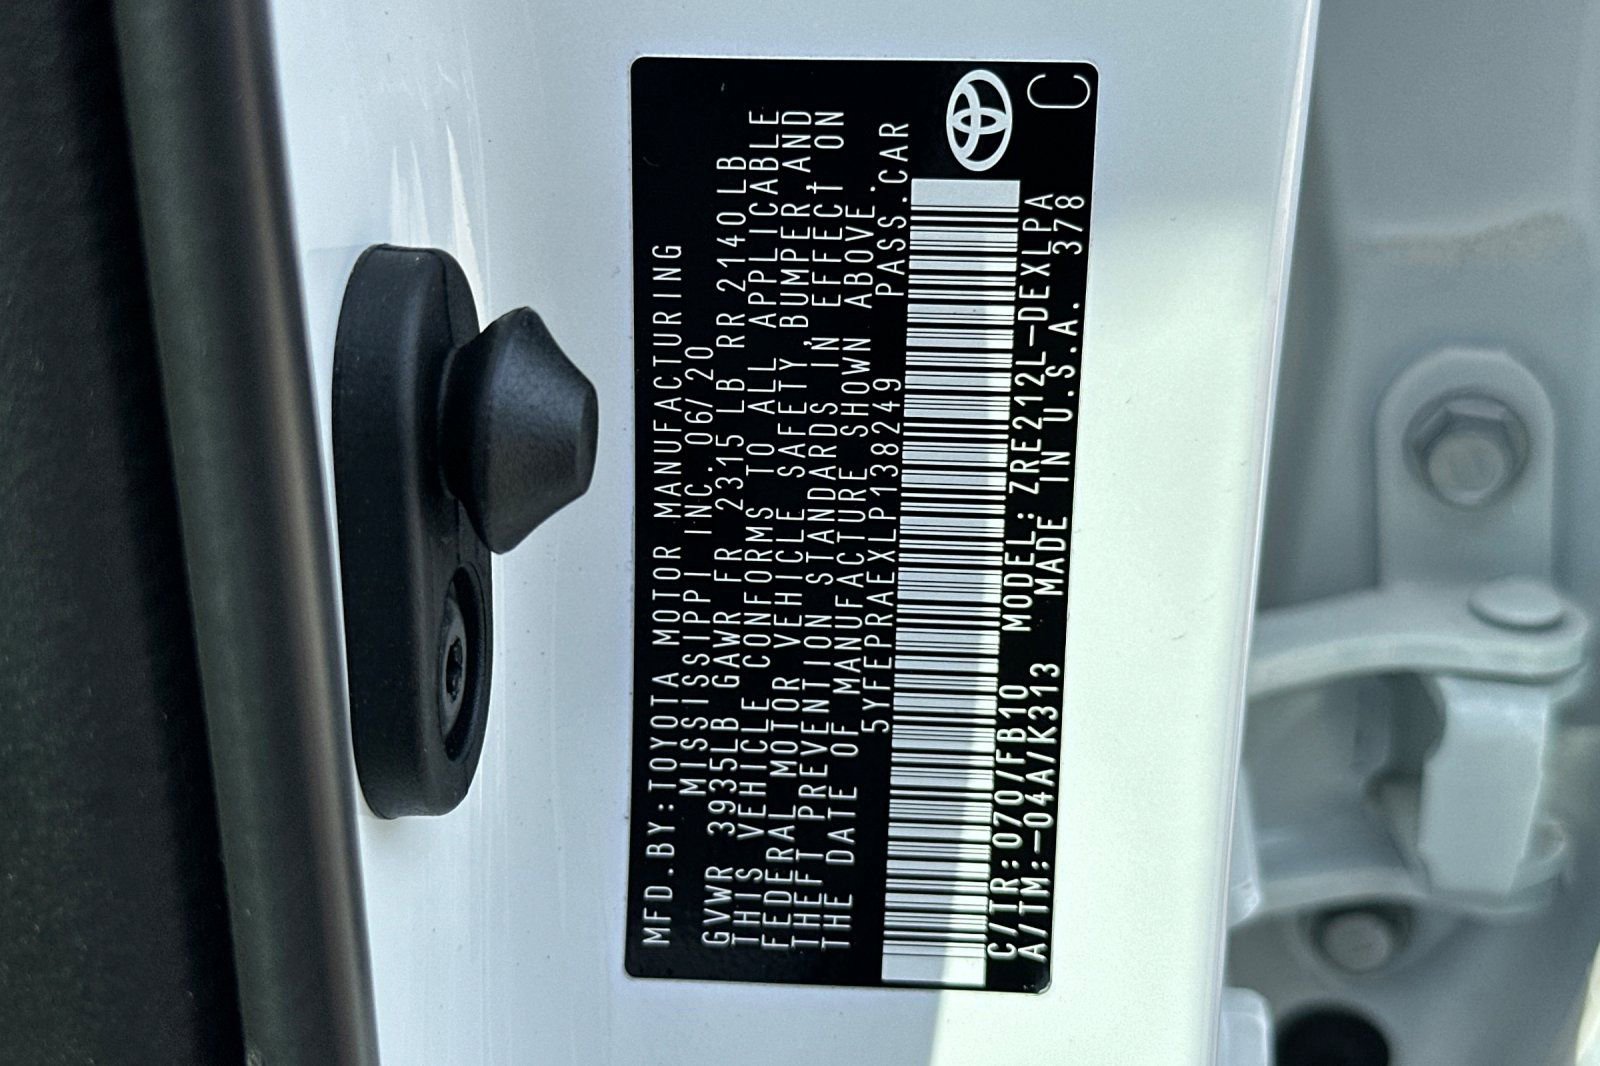 MFD.BY:TOYOTA MOTOR MANUFACTURING
MISSISSIPPI INC. 06/20
GVWR 3935LB GAWR FR 2315 LB RR 2140LB
THIS VEHICLE CONFORMS TO ALL APPLICABLE
FEDERAL MOTOR VEHICLE SAFETY,BUMPER,AND
THEFT PREVENTION STANDARDS IN EFFECT ON
THE DATE OF MANUFACTURE SHOWN ABOVE.
5YFEPRAEXLP138249 PASS.CAR
C/TR:070/FB10 MODEL: ZRE212L-DEXLPA
A/TM:-04A/K313 MADE IN U.S.A. 378
C